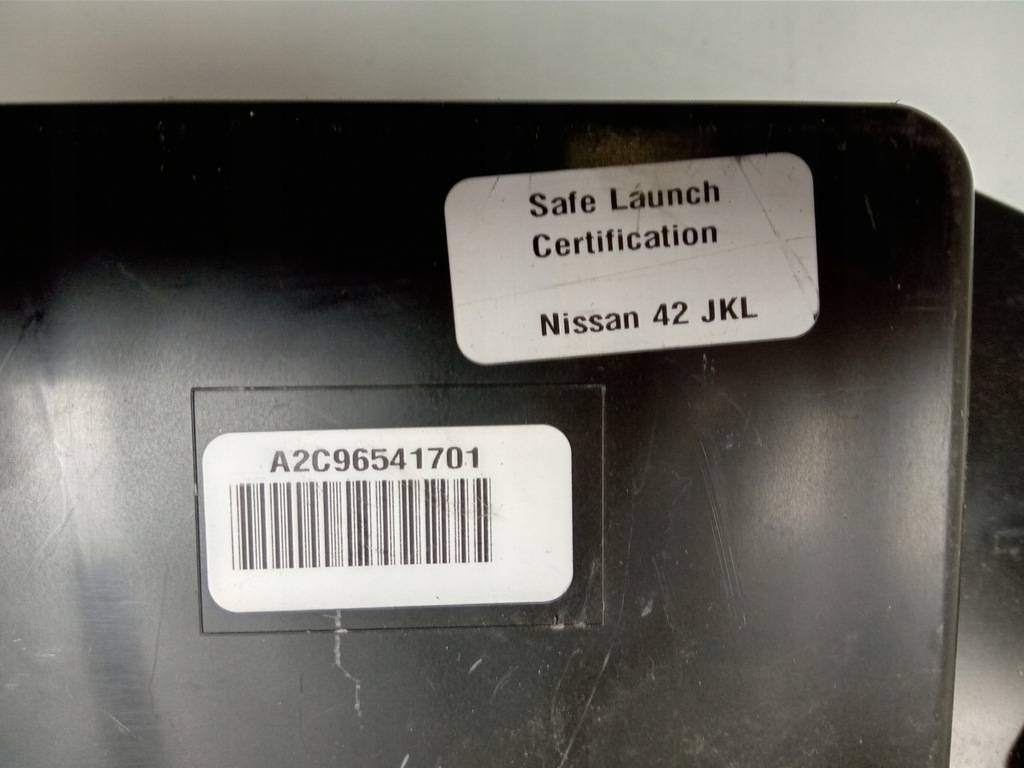 Safe Launch
Certification
Nissan 42 JKL
A2C96541701